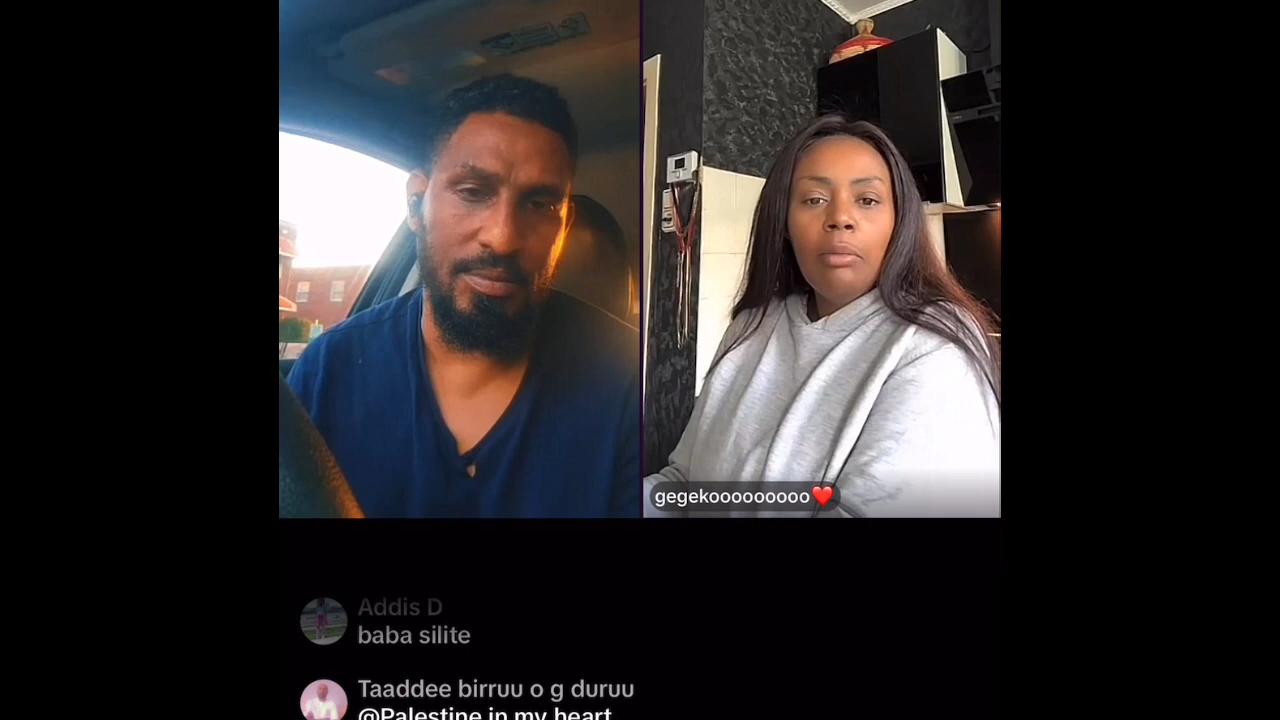 gegekooooooooo❤️
Addis D
baba silite
Taaddee birruu o g duruu
@Palestine in my heart